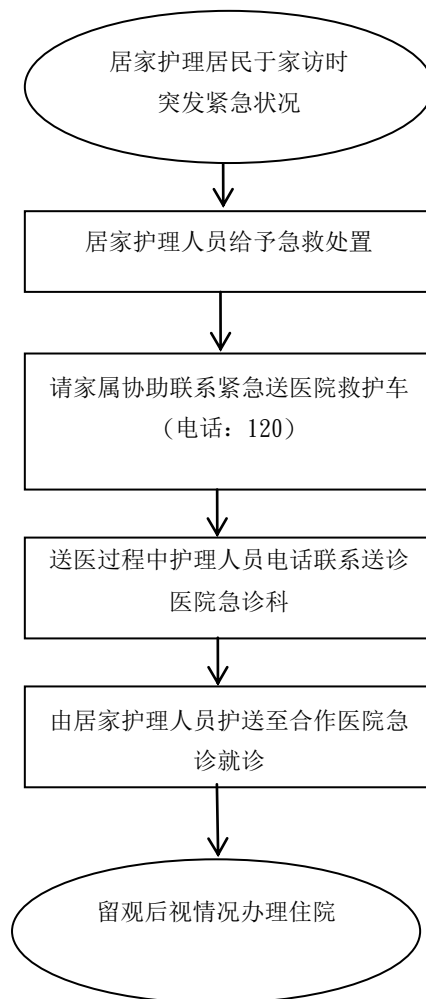 居家护理居民于家访时
突发紧急状况
居家护理人员给予急救处置
请家属协助联系紧急送医院救护车
（电话：120）
送医过程中护理人员电话联系送诊
医院急诊科
由居家护理人员护送至合作医院急
诊就诊
留观后视情况办理住院